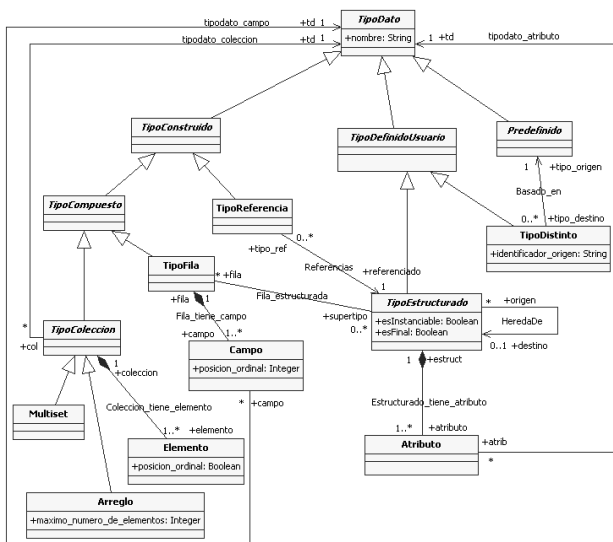 tipodato_campo +td 1
TipoDato
tipodato_coleccion +td 1
+nombre: String
1 +td tipodato_atributo
TipoConstruido
TipoDefinidoUsuario
Predefinido
1 +tipo_origen
Basado_en
TipoCompuesto
TipoReferencia
0..* +tipo_destino
0..*
+tipo_ref
TipoDistinto
+identificador_origen: String
TipoFila
* +fila
Referencias
+referenciado
1
+fila 1
Fila_estructurada
TipoEstructurado
* +origen
Fila_tiene_campo
+supertipo
+esInstanciable: Boolean
HeredaDe
*
TipoColeccion
+campo 1..*
0..*
+esFinal: Boolean
+col
Campo
0..1 +destino
1
+coleccion
+posicion_ordinal: Integer
1 +estruct
Coleccion_tiene_elemento
* +campo
Estructurado_tiene_atributo
Multiset
1..* +elemento
1..* +atributo
Elemento
Atributo
+atrib
+posicion_ordinal: Boolean
*
Arreglo
+maximo_numero_de_elementos: Integer